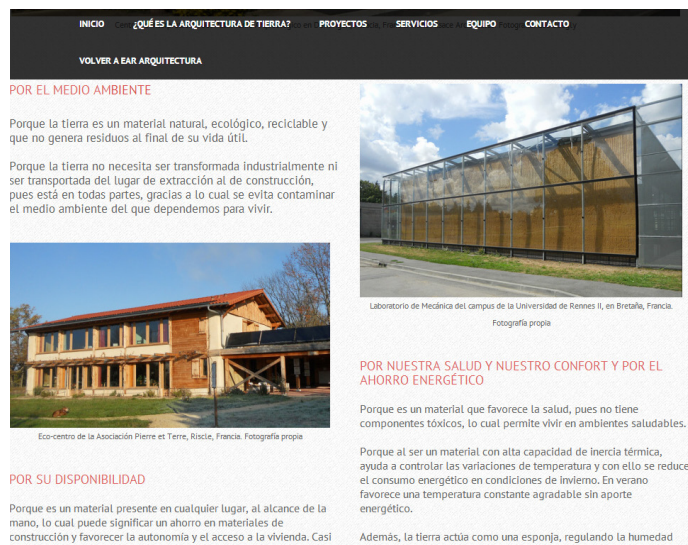 INICIO ¿QUÉ ES LA ARQUITECTURA DE TIERRA? PROYECTOS SERVICIOS EQUIPO CONTACTO
VOLVER A EAR ARQUITECTURA
POR EL MEDIO AMBIENTE
Porque la tierra es un material natural, ecológico, reciclable y
que no genera residuos al final de su vida útil.
Porque la tierra no necesita ser transformada industrialmente ni
ser transportada del lugar de extracción al de construcción,
pues está en todas partes, gracias a lo cual se evita contaminar
el medio ambiente del que dependemos para vivir.
Eco-centro de la Asociación Pierre et Terre, Riscle, Francia. Fotografía propia
POR SU DISPONIBILIDAD
Porque es un material presente en cualquier lugar, al alcance de la
mano, lo cual puede significar un ahorro en materiales de
construcción y favorecer la autonomía y el acceso a la vivienda. Casi
Laboratorio de Mecánica del campus de la Universidad de Rennes II, en Bretaña, Francia.
Fotografía propia
POR NUESTRA SALUD Y NUESTRO CONFORT Y POR EL
AHORRO ENERGÉTICO
Porque es un material que favorece la salud, pues no tiene
componentes tóxicos, lo cual permite vivir en ambientes saludables.
Porque al ser un material con alta capacidad de inercia térmica,
ayuda a controlar las variaciones de temperatura y con ello se reduce
el consumo energético en condiciones de invierno. En verano
favorece una temperatura constante agradable sin aporte
energético.
Además, la tierra actúa como una esponja, regulando la humedad